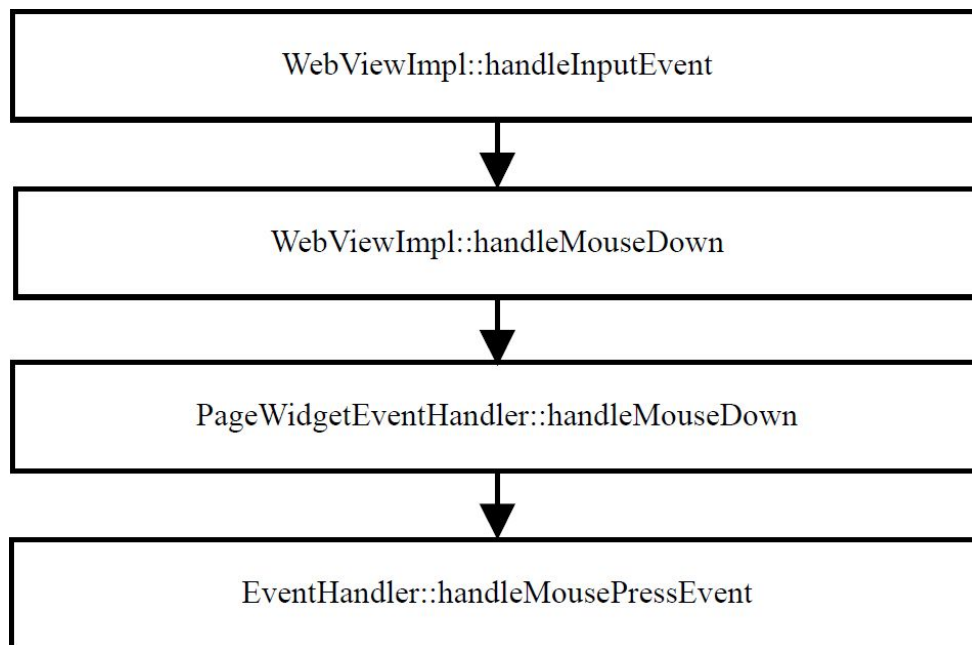 WebViewImpl::handleInputEvent
WebViewImpl::handleMouseDown
PageWidgetEventHandler::handleMouseDown
EventHandler::handleMousePressEvent